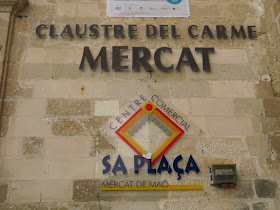 CLAUSTRE DEL CARME
MERCAT
CENTRE COMERCIAL
SA PLAÇA
MERCAT DE MAÓ